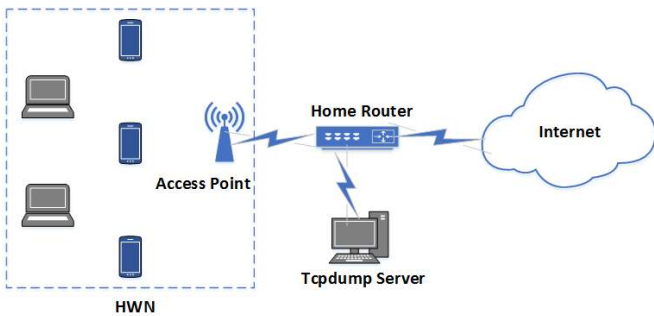 Home Router
Internet
Access Point
Tcpdump Server
HWN